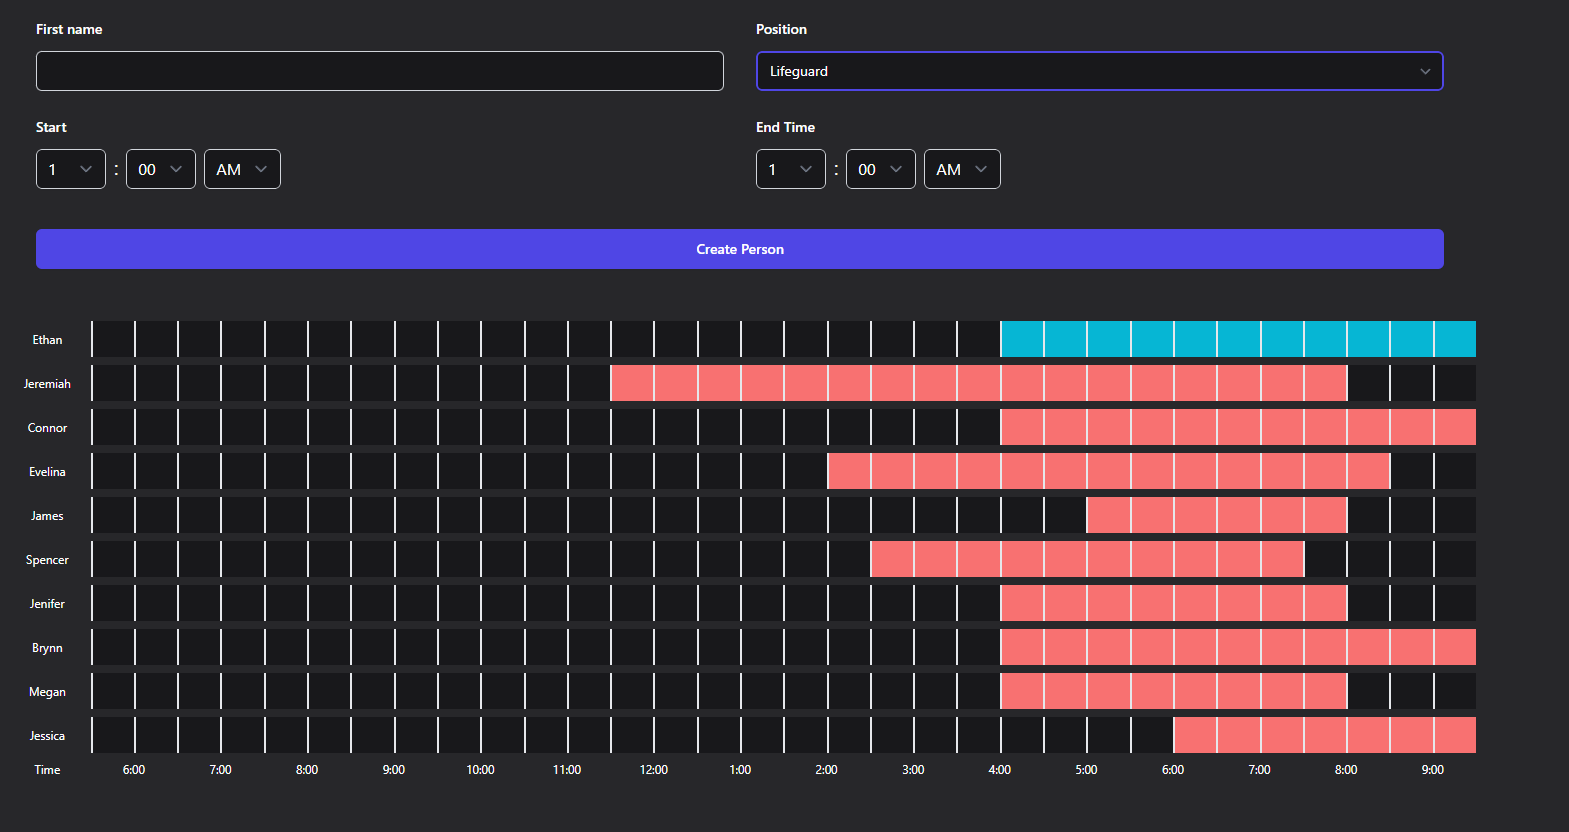 First name
Position
Lifeguard
Start
End Time
1 : 00 AM
1 : 00 AM
Create Person
Ethan
Jeremiah
Connor
Evelina
James
Spencer
Jenifer
Brynn
Megan
Jessica
Time 6:00 7:00 8:00 9:00 10:00 11:00 12:00 1:00 2:00 3:00 4:00 5:00 6:00 7:00 8:00 9:00